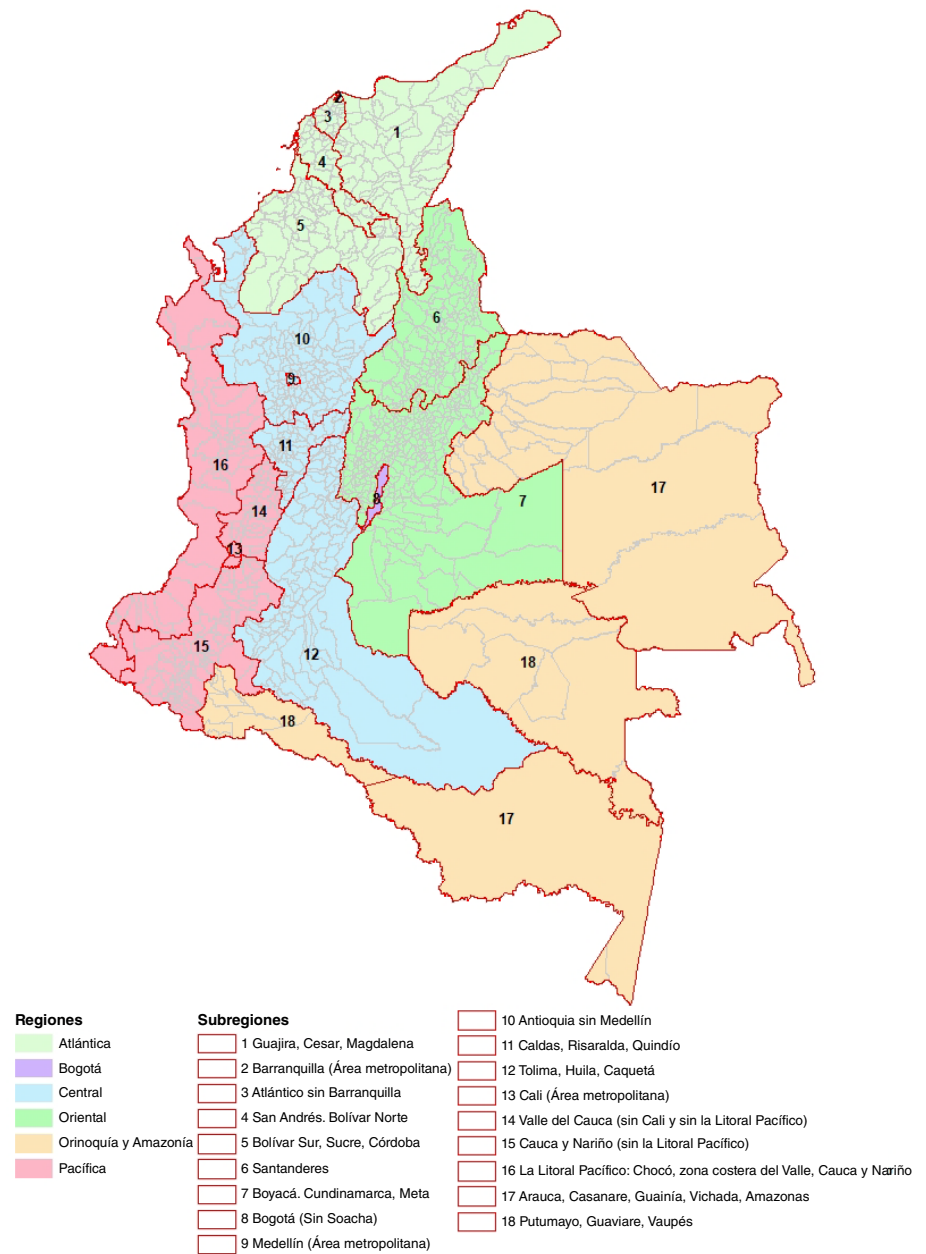 2
3
1
4
5
6
10
9
11
16
14
8
7
17
13
15
12
18
18
17
Regiones
Atlántica
Bogotá
Central
Oriental
Orinoquía y Amazonía
Pacífica
Subregiones
1 Guajira, Cesar, Magdalena
2 Barranquilla (Área metropolitana)
3 Atlántico sin Barranquilla
4 San Andrés. Bolívar Norte
5 Bolívar Sur, Sucre, Córdoba
6 Santanderes
7 Boyacá. Cundinamarca, Meta
8 Bogotá (Sin Soacha)
9 Medellín (Área metropolitana)
10 Antioquia sin Medellín
11 Caldas, Risaralda, Quindío
12 Tolima, Huila, Caquetá
13 Cali (Área metropolitana)
14 Valle del Cauca (sin Cali y sin la Litoral Pacífico)
15 Cauca y Nariño (sin la Litoral Pacífico)
16 La Litoral Pacífico: Chocó, zona costera del Valle, Cauca y Nariño
17 Arauca, Casanare, Guainía, Vichada, Amazonas
18 Putumayo, Guaviare, Vaupés